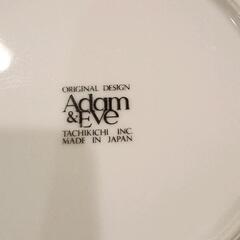 ORIGINAL DESIGN
Adam
& EVE
TACHIKICHI INC.
MADE IN JAPAN